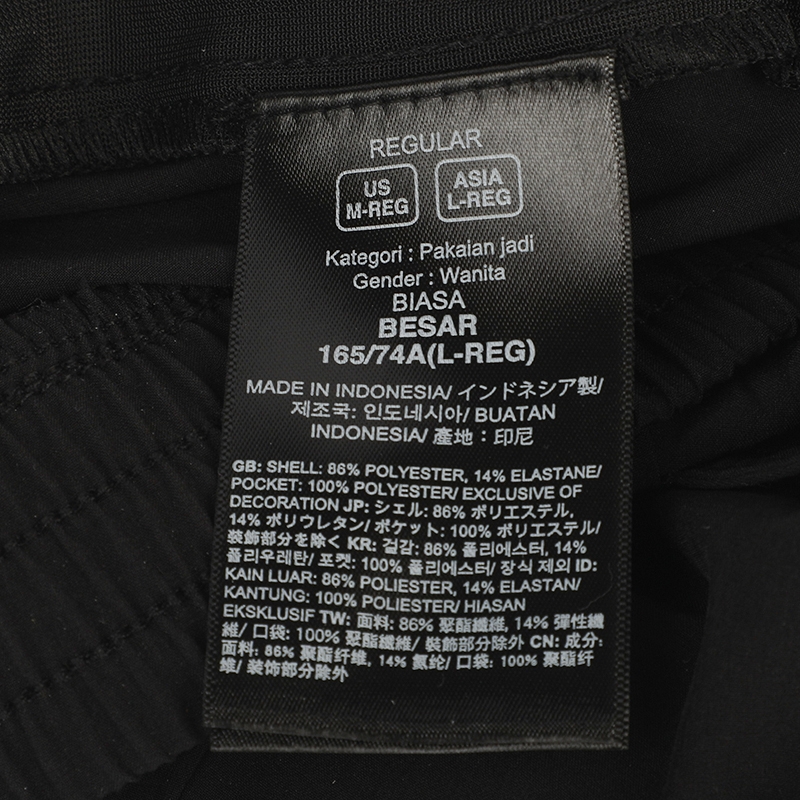 REGULAR
US ASIA
M-REG L-REG
Kategori : Pakaian jadi
Gender : Wanita
BIASA
BESAR
165/74A(L-REG)
MADE IN INDONESIA/ インドネシア製/
제조국: 인도네시아/ BUATAN
INDONESIA/ 產地 : 印尼
GB: SHELL: 86% POLYESTER, 14% ELASTANE/
POCKET: 100% POLYESTER/ EXCLUSIVE OF
DECORATION JP: シェル: 86% ポリエステル,
14% ポリウレタン/ ポケット: 100% ポリエステル/
装飾部分を除く KR: 겉감: 86% 폴리에스터, 14%
폴리우레탄/ 포켓: 100% 폴리에스터/ 장식 제외 ID:
KAIN LUAR: 86% POLIESTER, 14% ELASTAN/
KANTUNG: 100% POLIESTER/ HIASAN
EKSKLUSIF TW: 面料: 86% 聚酯纖維, 14% 彈性纖
維/ 口袋: 100% 聚酯纖維/ 裝飾部分除外 CN: 成分:
面料: 86% 聚酯纤维, 14% 氨纶/ 口袋: 100% 聚酯纤
维/ 装饰部分除外